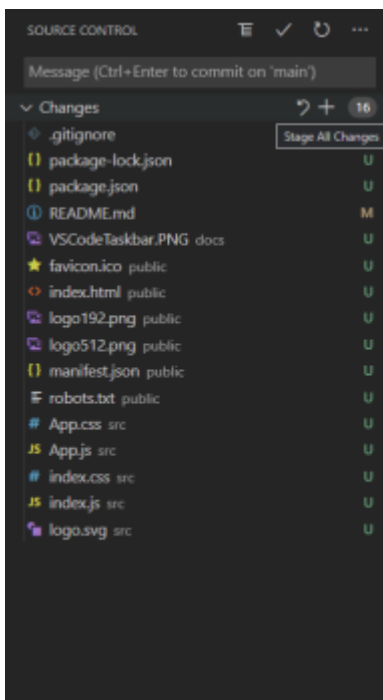 SOURCE CONTROL
Message (Ctrl+Enter to commit on 'main')
Changes 16
.gitignore
Stage All Changes
package-lock.json U
package.json U
README.md M
VSCodeTaskbar.PNG docs U
favicon.ico public U
index.html public U
logo192.png public U
logo512.png public U
manifest.json public U
robots.txt public U
App.css src U
App.js src U
index.css src U
index.js src U
logo.svg src U